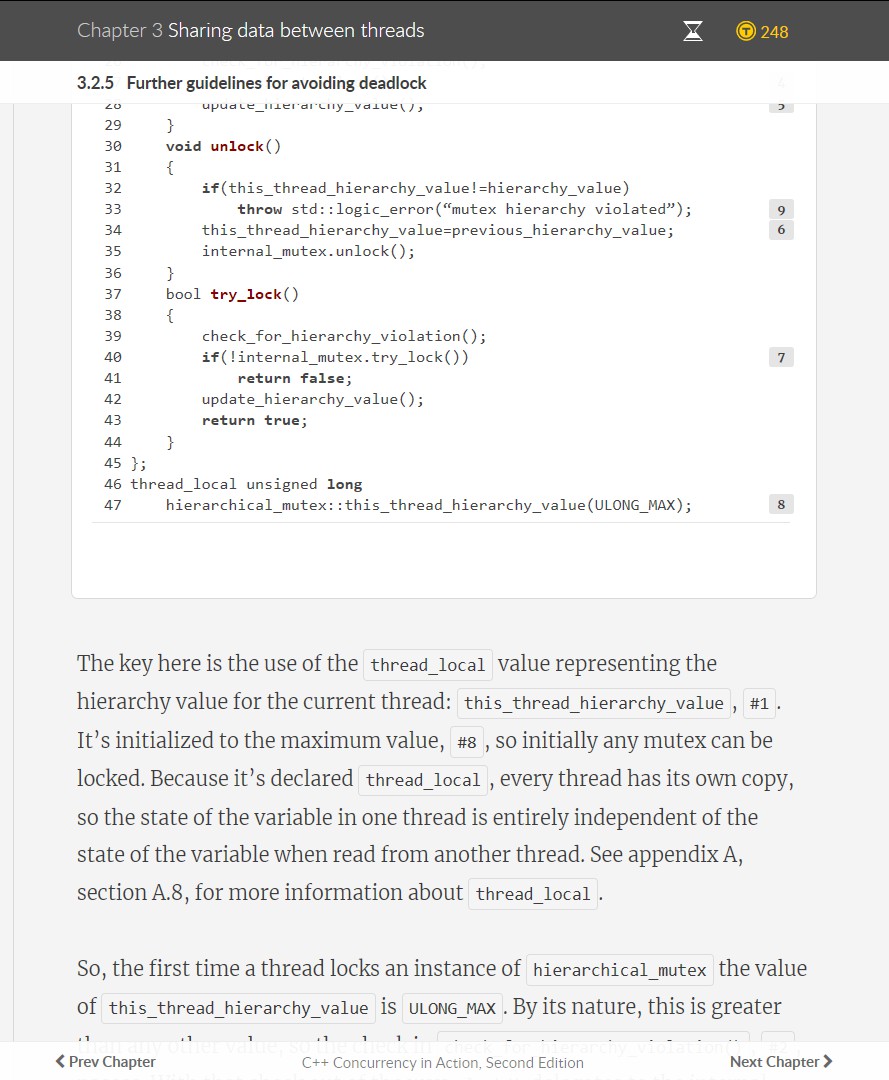 Chapter 3 Sharing data between threads
248
3.2.5 Further guidelines for avoiding deadlock
28 update_hierarchy_value(); 5
29 }
30 void unlock()
31 {
32 if(this_thread_hierarchy_value!=hierarchy_value)
33 throw std::logic_error(“mutex hierarchy violated”); 9
34 this_thread_hierarchy_value=previous_hierarchy_value; 6
35 internal_mutex.unlock();
36 }
37 bool try_lock()
38 {
39 check_for_hierarchy_violation();
40 if(!internal_mutex.try_lock()) 7
41 return false;
42 update_hierarchy_value();
43 return true;
44 }
45 };
46 thread_local unsigned long
47 hierarchical_mutex::this_thread_hierarchy_value(ULONG_MAX); 8
The key here is the use of the thread_local value representing the
hierarchy value for the current thread: this_thread_hierarchy_value, #1.
It’s initialized to the maximum value, #8, so initially any mutex can be
locked. Because it’s declared thread_local, every thread has its own copy,
so the state of the variable in one thread is entirely independent of the
state of the variable when read from another thread. See appendix A,
section A.8, for more information about thread_local.
So, the first time a thread locks an instance of hierarchical_mutex the value
of this_thread_hierarchy_value is ULONG_MAX. By its nature, this is greater
than any other value, so the check in check_for_hierarchy_violation()
Prev Chapter
C++ Concurrency in Action, Second Edition
Next Chapter